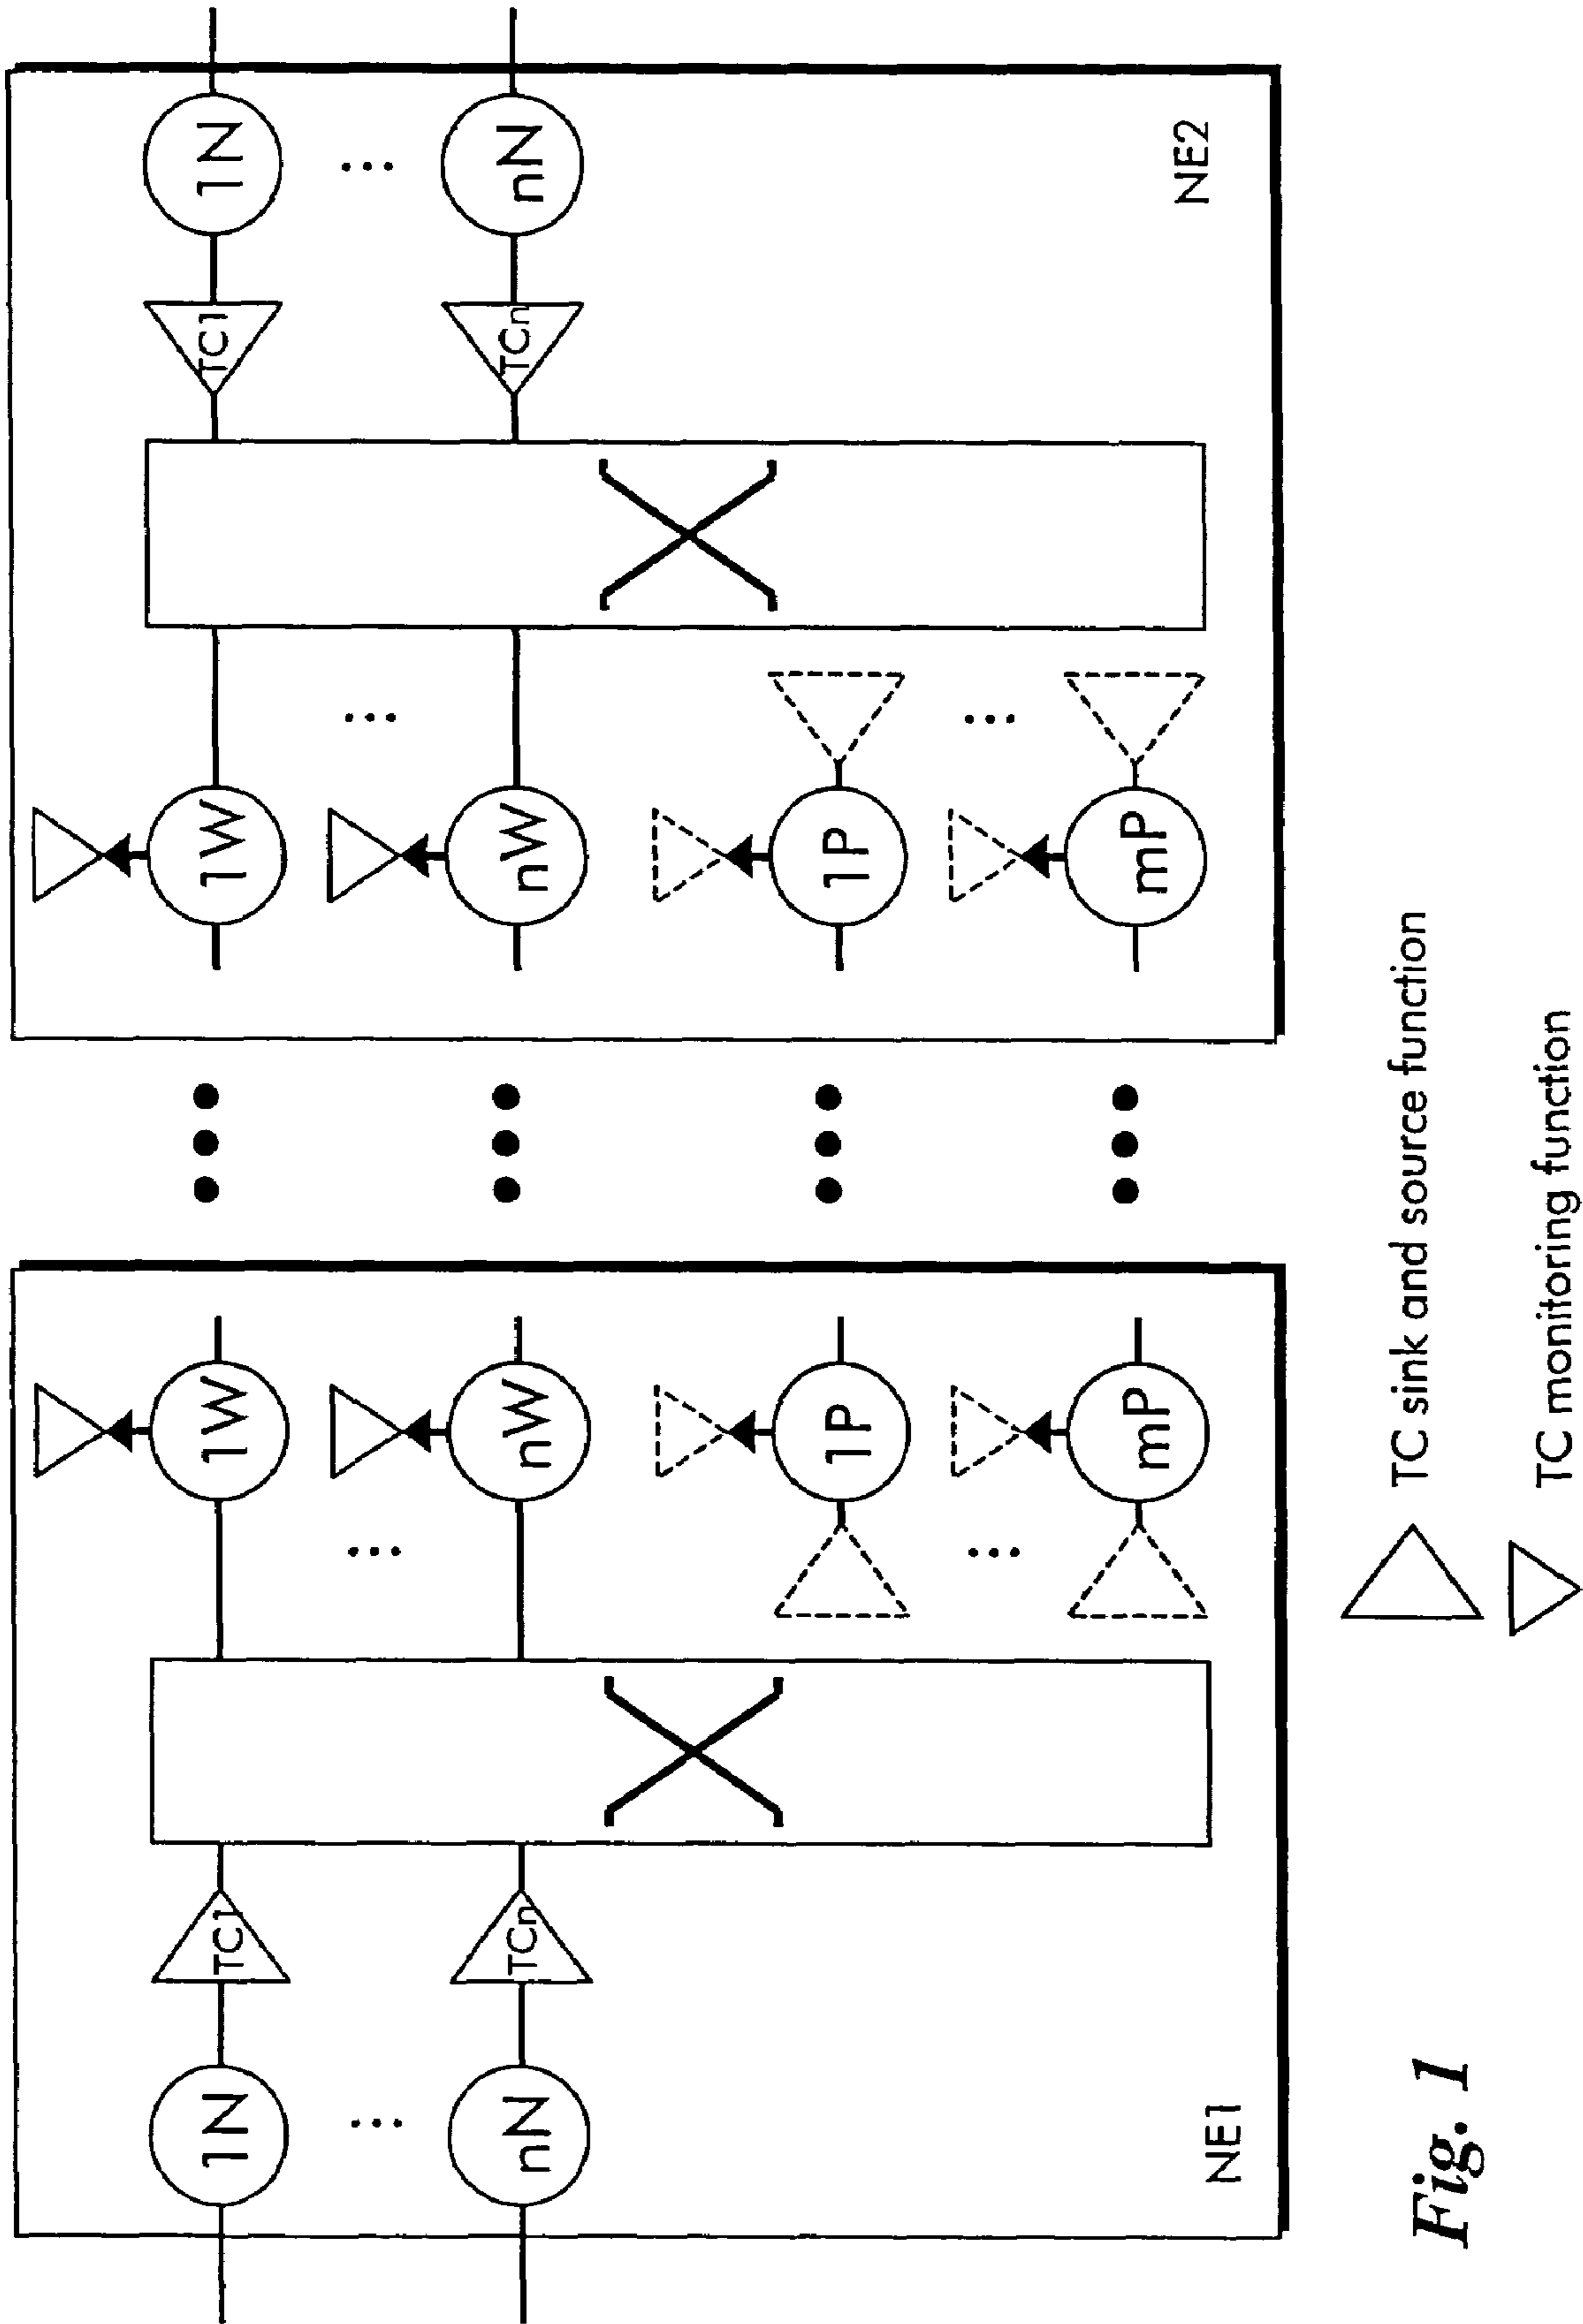 1N
TC1
1W
...
nN
TCn
nW
1P
...
mP
NE1
...
...
...
...
1W
TC1
1N
...
nW
TCn
nN
...
1P
...
mP
NE2
TC sink and source function
TC monitoring function
Fig. 1